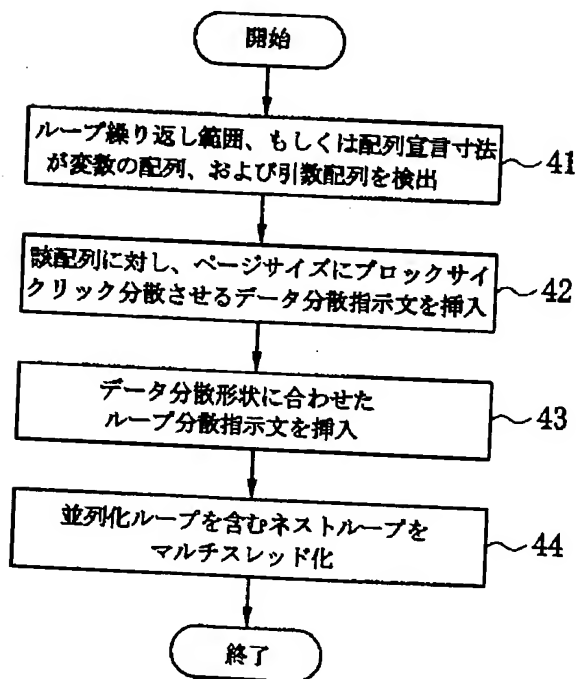 開始
ループ繰り返し範囲、もしくは配列宣言寸法
が変数の配列、および引数配列を検出
41
該配列に対し、ページサイズにブロックサイ
クリック分散させるデータ分散指示文を挿入
42
データ分散形状に合わせた
ループ分散指示文を挿入
43
並列化ループを含むネストループを
マルチスレッド化
44
終了